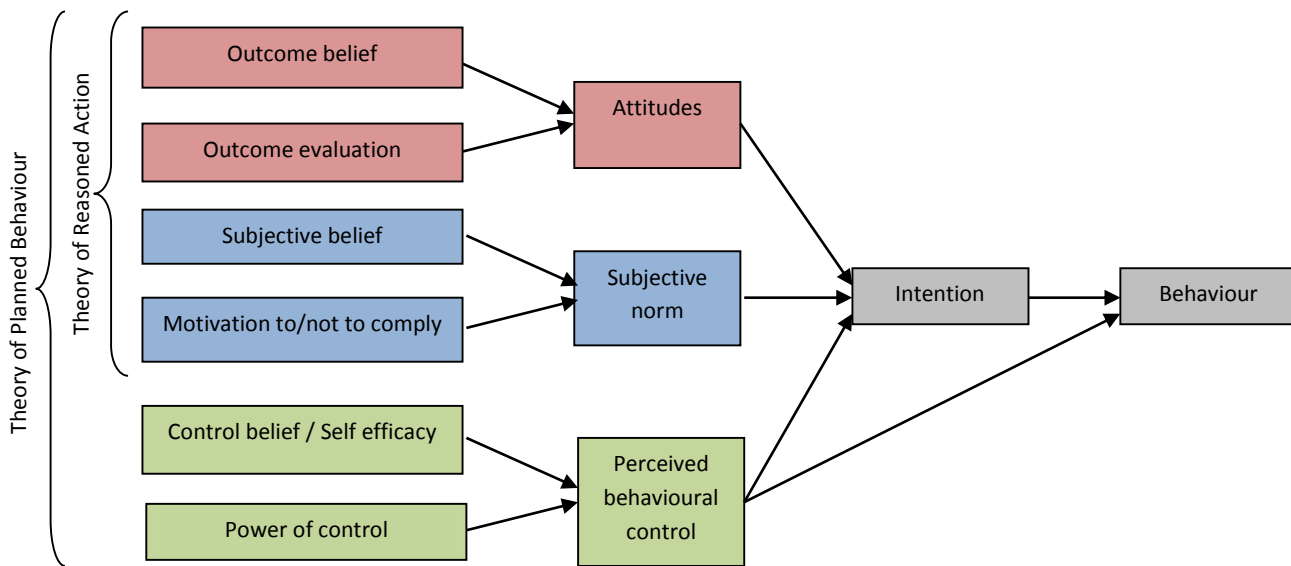 Theory of Planned Behaviour
Theory of Reasoned Action
Outcome belief
Outcome evaluation
Attitudes
Subjective belief
Motivation to/not to comply
Subjective
norm
Intention
Behaviour
Control belief / Self efficacy
Power of control
Perceived
behavioural
control